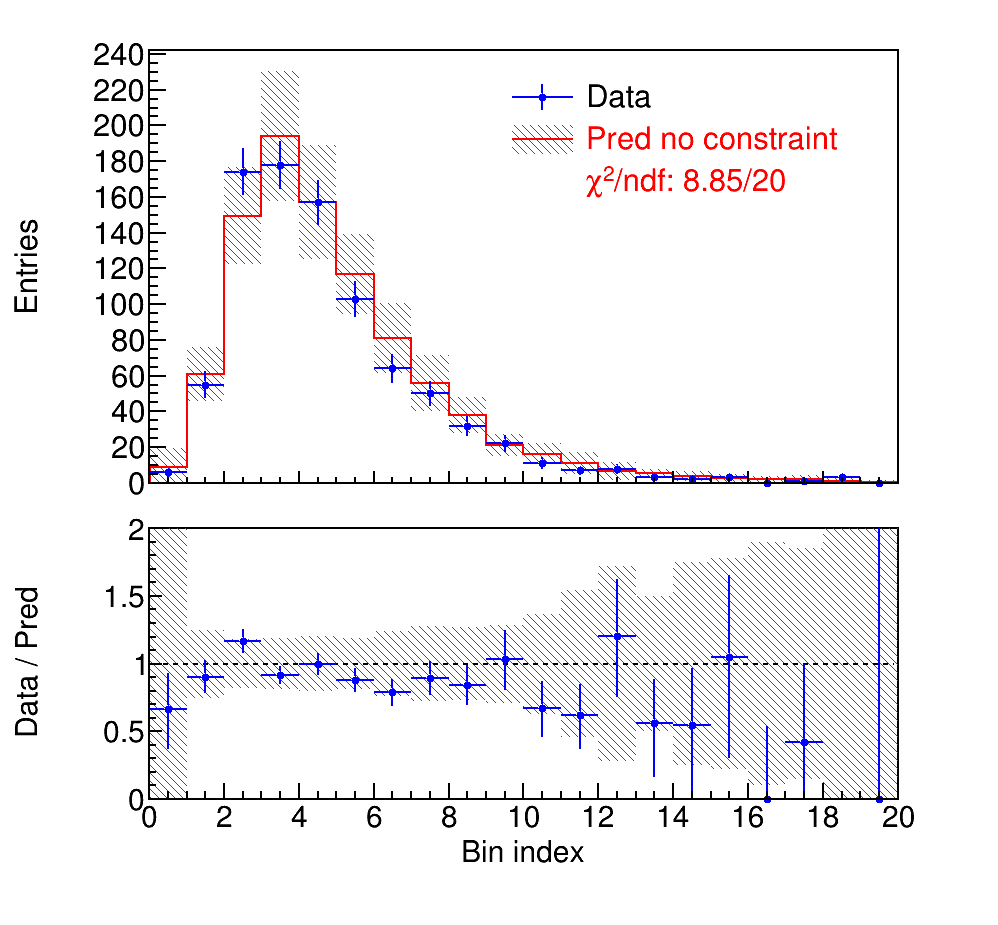 240
220
200
180
160
140
120
100
80
60
40
20
0
Entries
Data
Pred no constraint
χ²/ndf: 8.85/20
2
1.5
1
0.5
0
Data / Pred
0 2 4 6 8 10 12 14 16 18 20
Bin index